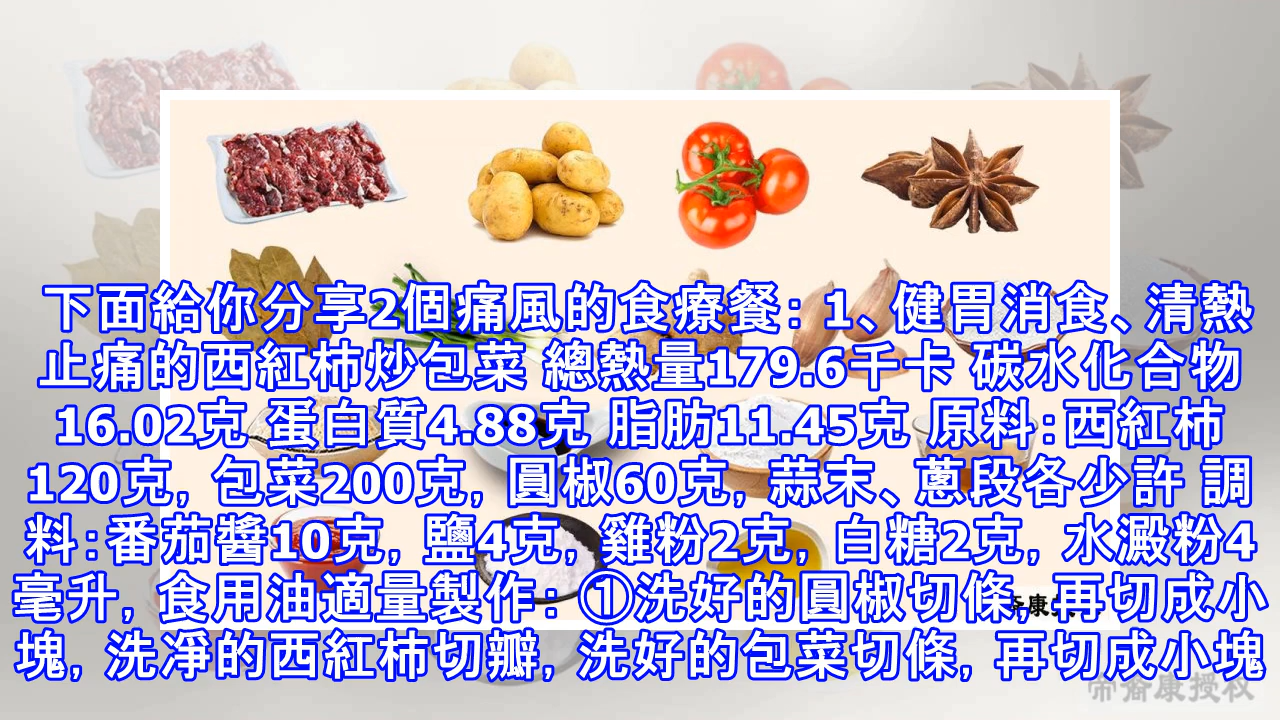 下面給你分享2個痛風的食療餐: 1、健胃消食、清熱
止痛的西紅柿炒包菜 總熱量179.6千卡 碳水化合物
16.02克 蛋白質4.88克 脂肪11.45克 原料:西紅柿
120克, 包菜200克, 圓椒60克, 蒜末、蔥段各少許 調
料:番茄醬10克, 鹽4克, 雞粉2克, 白糖2克, 水澱粉4
毫升, 食用油適量製作: ①洗好的圓椒切條, 再切成小
塊, 洗凈的西紅柿切瓣, 洗好的包菜切條, 再切成小塊
帝裔康授权